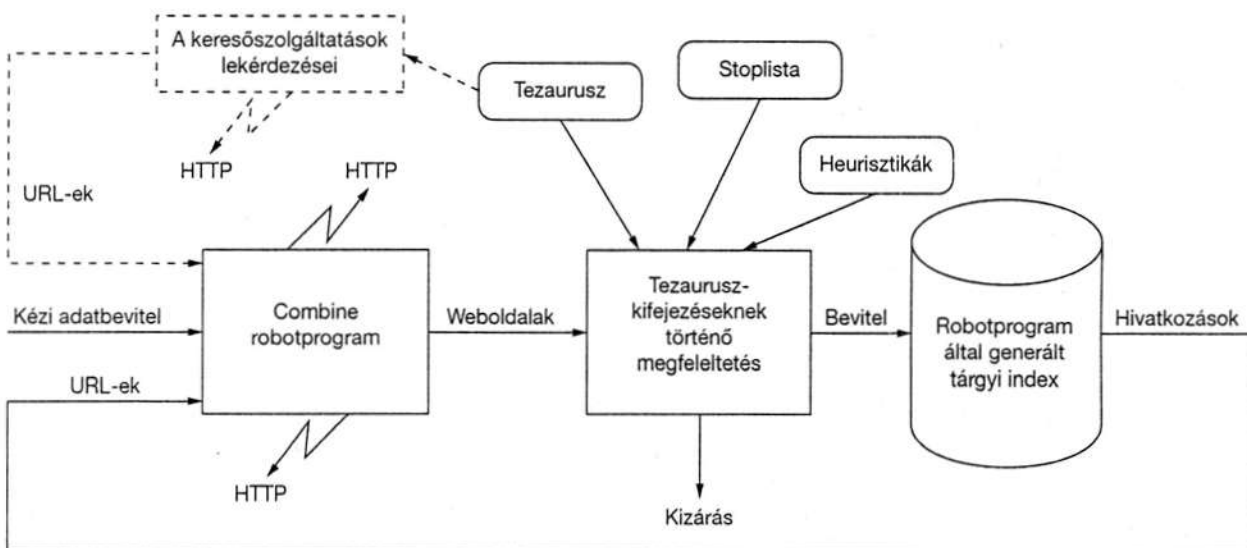 A keresőszolgáltatások
lekérdezései
Tezaurusz
Stoplista
Heurisztikák
HTTP
HTTP
URL-ek
Kézi adatbevitel
URL-ek
Combine
robotprogram
HTTP
Weboldalak
Tezaurusz-
kifejezéseknek
történő
megfeleltetés
Kizárás
Bevitel
Robotprogram
által generált
tárgyi index
Hivatkozások